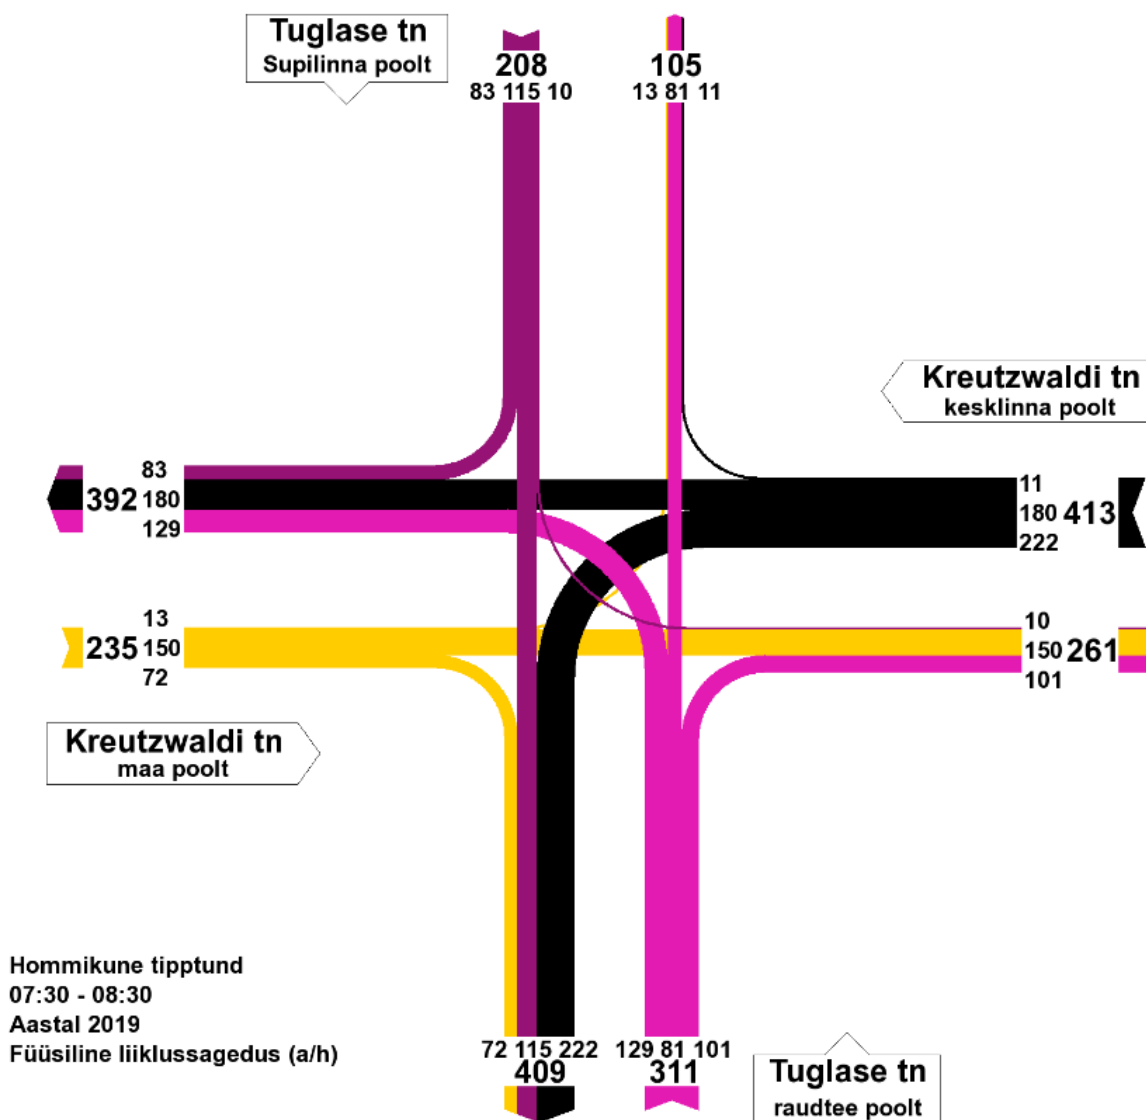 Tuglase tn
Supilinna poolt
208
83 115 10
105
13 81 11
Kreutzwaldi tn
kesklinna poolt
83
392 180
129
11
180 413
222
13
235 150
72
10
150 261
101
Kreutzwaldi tn
maa poolt
Hommikune tipptund
07:30 - 08:30
Aastal 2019
Füüsiline liiklussagedus (a/h)
72 115 222
409
129 81 101
311
Tuglase tn
raudtee poolt